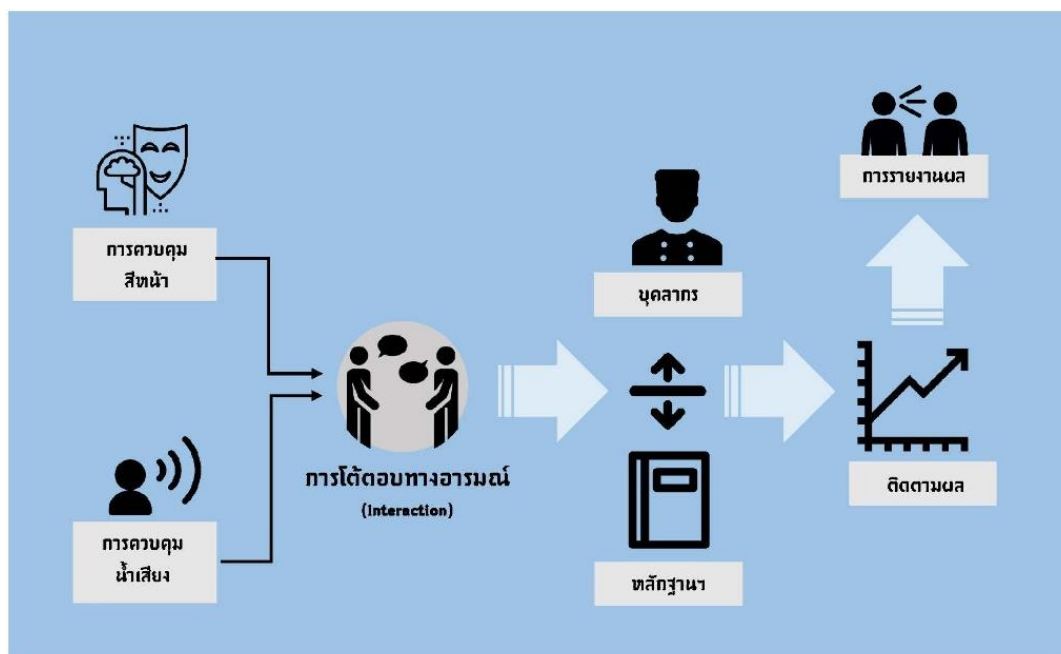 การควบคุม
สีหน้า
การควบคุม
น้ำเสียง
การโต้ตอบทางอารมณ์
(Interaction)
บุคลากร
หลักฐานฯ
การรายงานผล
ติดตามผล